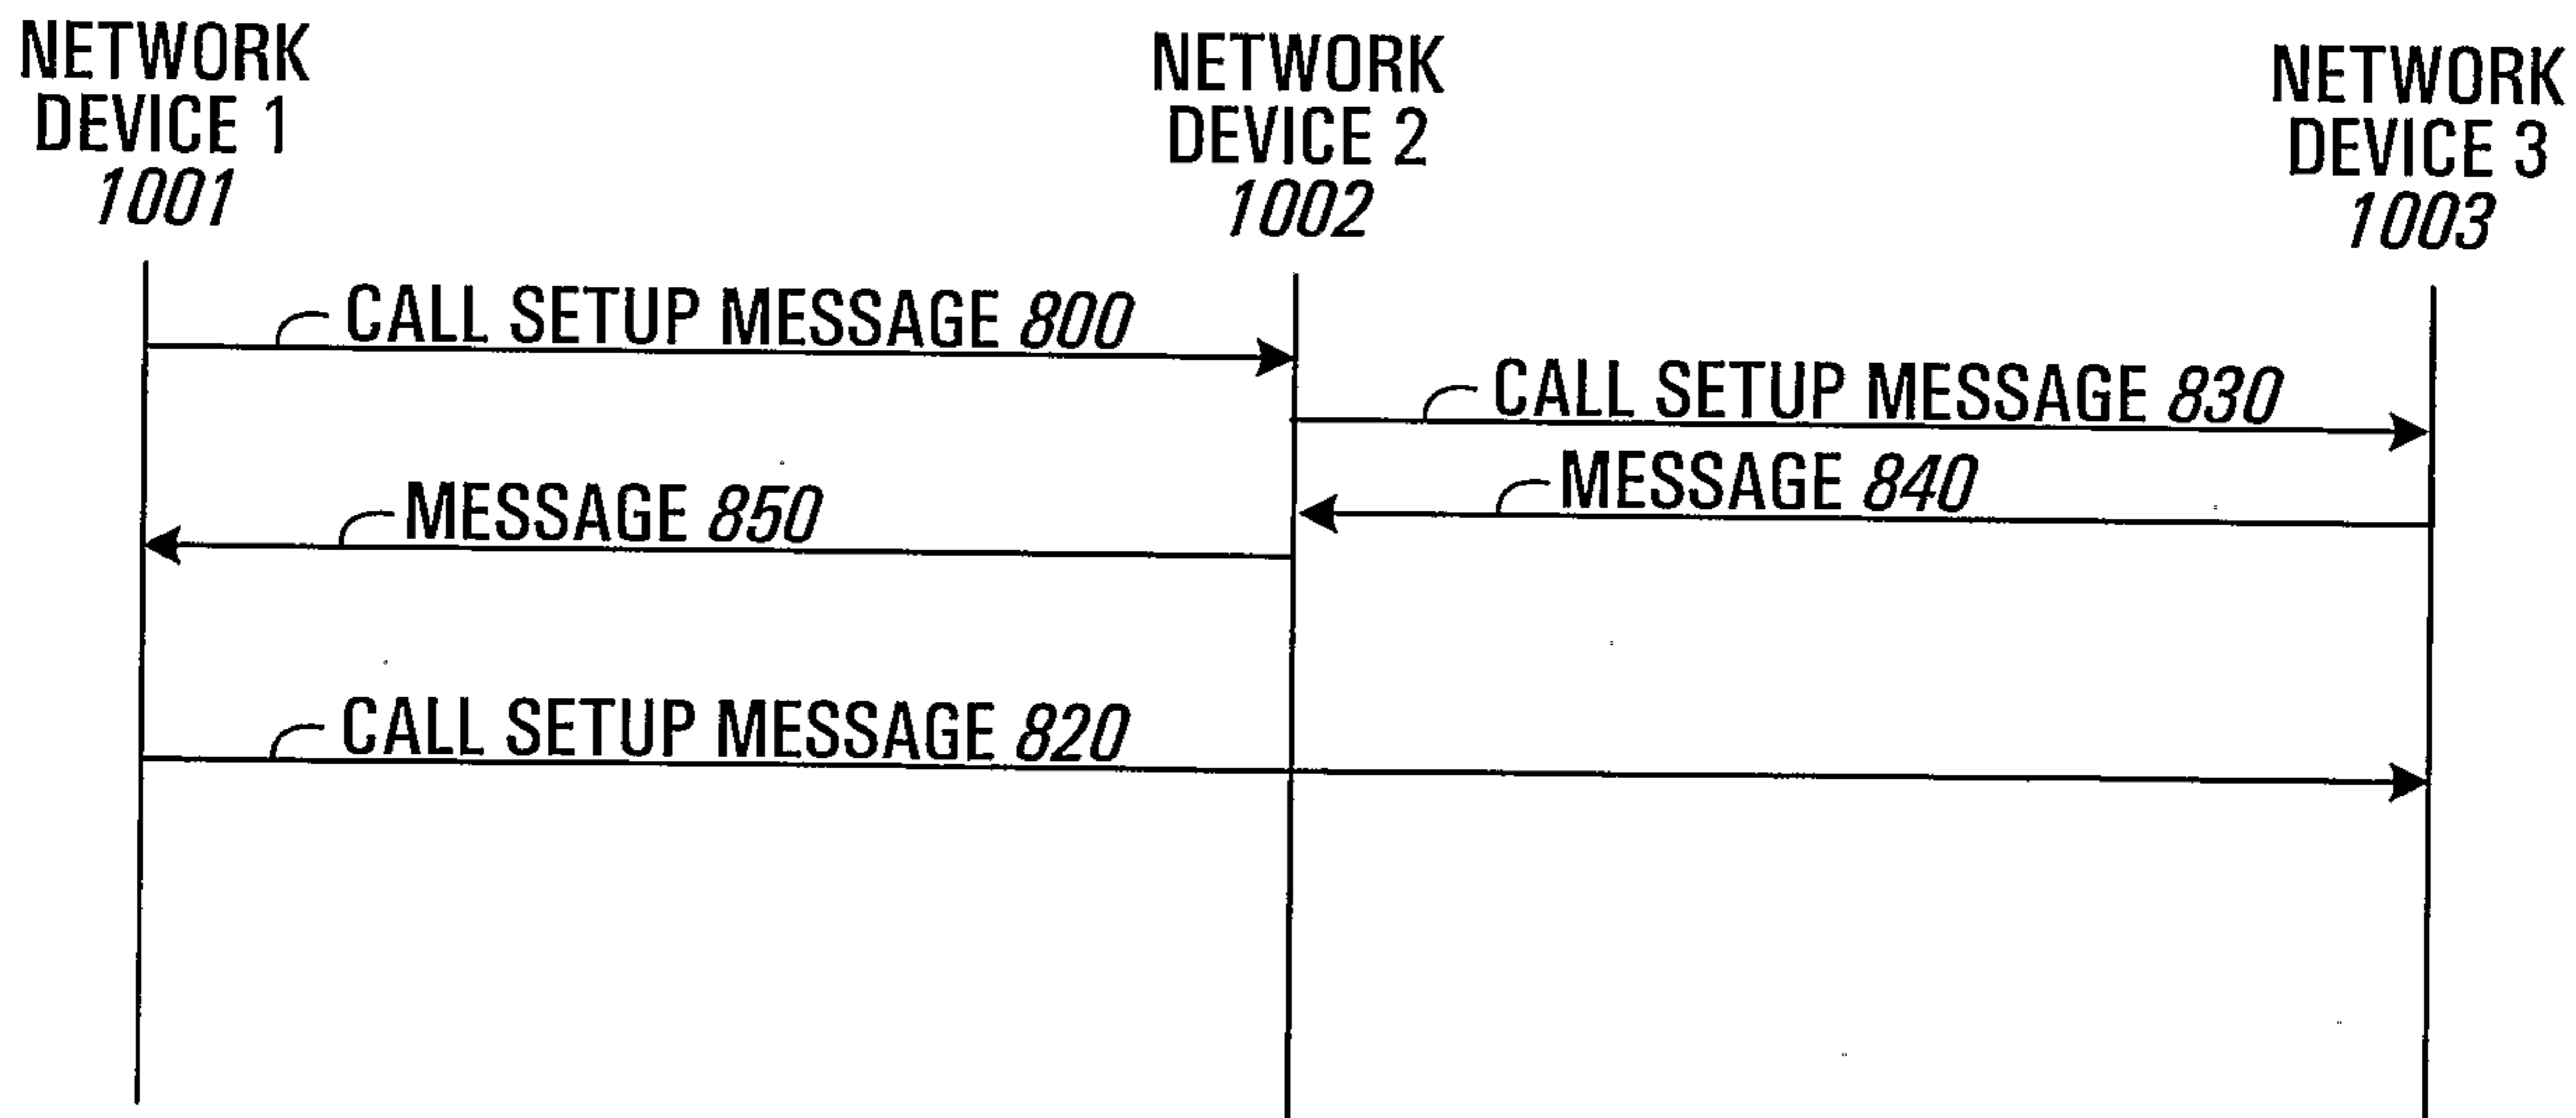 NETWORK
DEVICE 1
1001
NETWORK
DEVICE 2
1002
NETWORK
DEVICE 3
1003
CALL SETUP MESSAGE 800
CALL SETUP MESSAGE 830
MESSAGE 840
MESSAGE 850
CALL SETUP MESSAGE 820